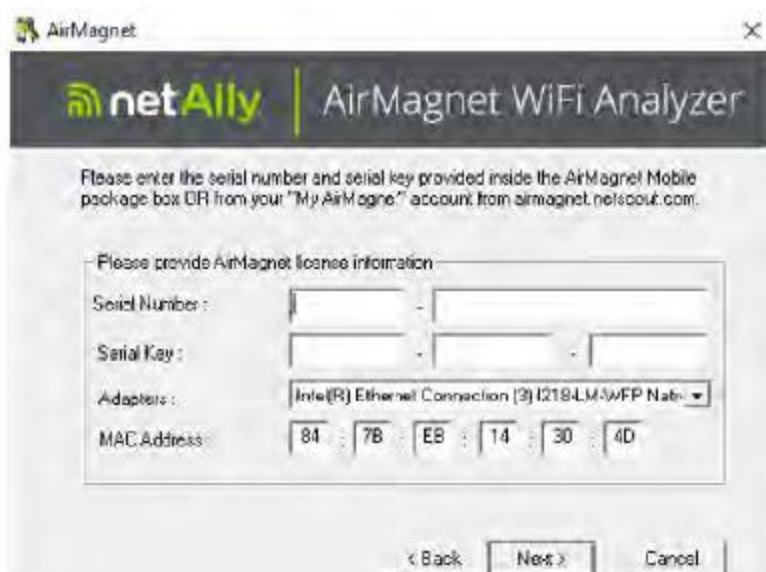 AirMagnet
netAlly | AirMagnet WiFi Analyzer
Please enter the serial number and serial key provided inside the AirMagnet Mobile
package box OR from your "My AirMagnet" account from airmagnet.netscout.com.
Please provide AirMagnet license information
Serial Number :
- 
Serial Key :
- -
Adapters : Intel(R) Ethernet Connection (3) I218-LM-WFP Nativ
MAC Address : 84 : 7B : EB : 14 : 30 : 4D
< Back Next > Cancel